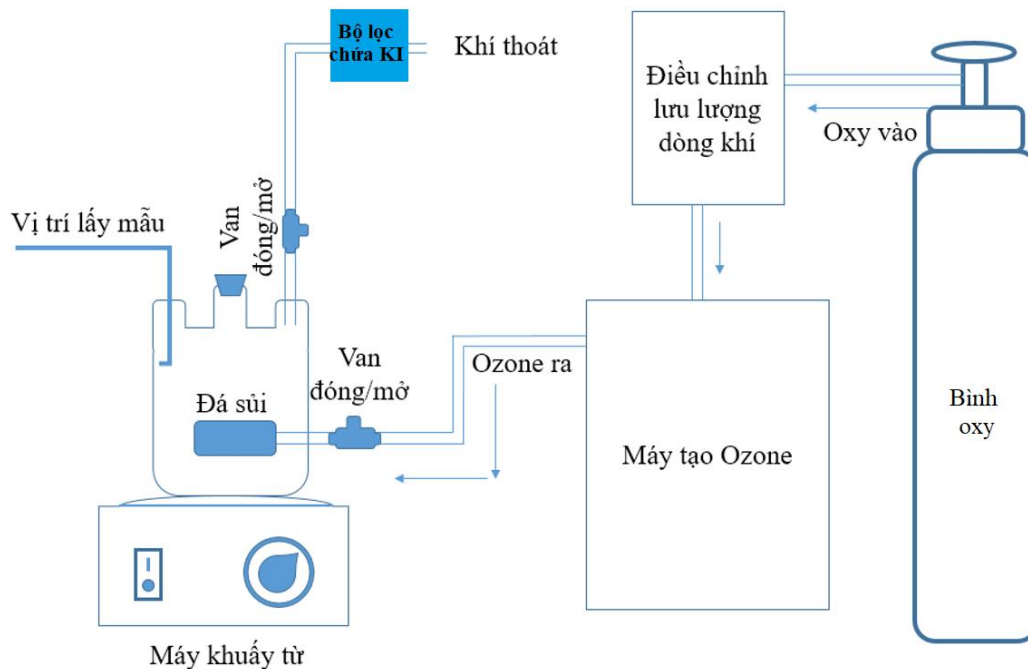 Bộ lọc
chứa KI
Khí thoát
Điều chỉnh
lưu lượng
dòng khí
Oxy vào
Vị trí lấy mẫu
Van
đóng/mở
Van
đóng/mở
Ozone ra
Đá sủi
Máy tạo Ozone
Bình
oxy
Máy khuấy từ